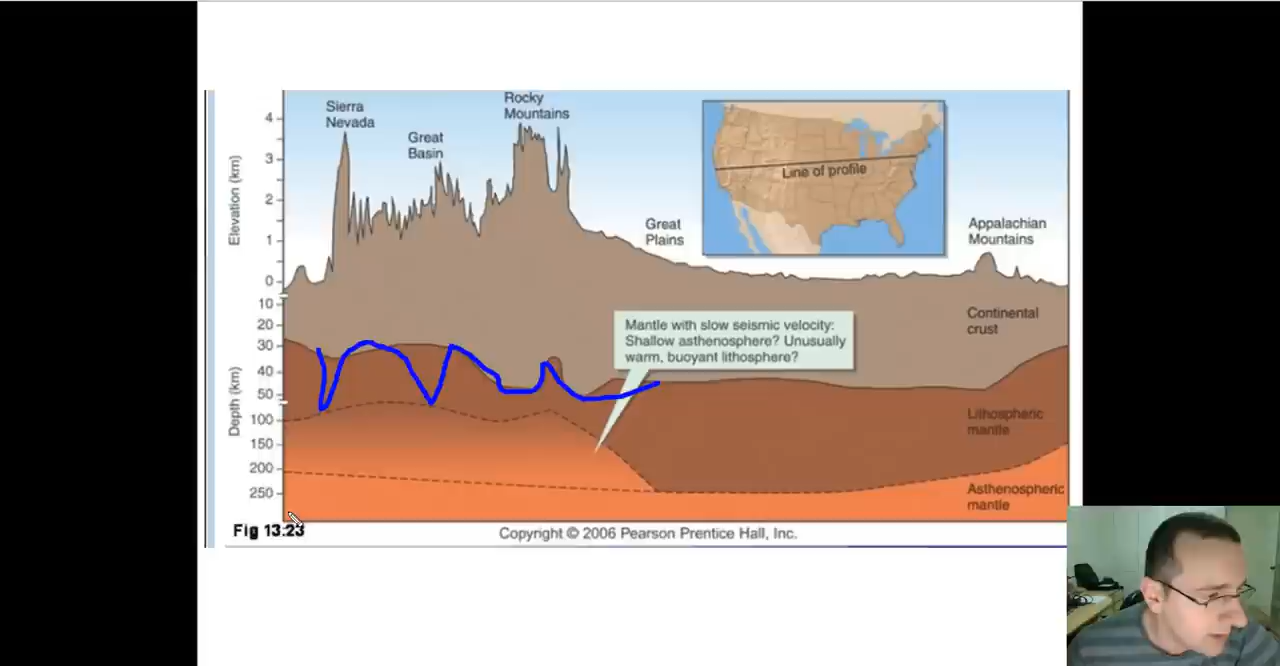 Sierra
Nevada
Great
Basin
Rocky
Mountains
Great
Plains
Line of profile
Appalachian
Mountains
Elevation (km)
4
3
2
1
0
Depth (km)
10
20
30
40
50
100
150
200
250
Mantle with slow seismic velocity:
Shallow asthenosphere? Unusually
warm, buoyant lithosphere?
Continental
crust
Lithospheric
mantle
Asthenospheric
mantle
Fig 13.23
Copyright © 2006 Pearson Prentice Hall, Inc.